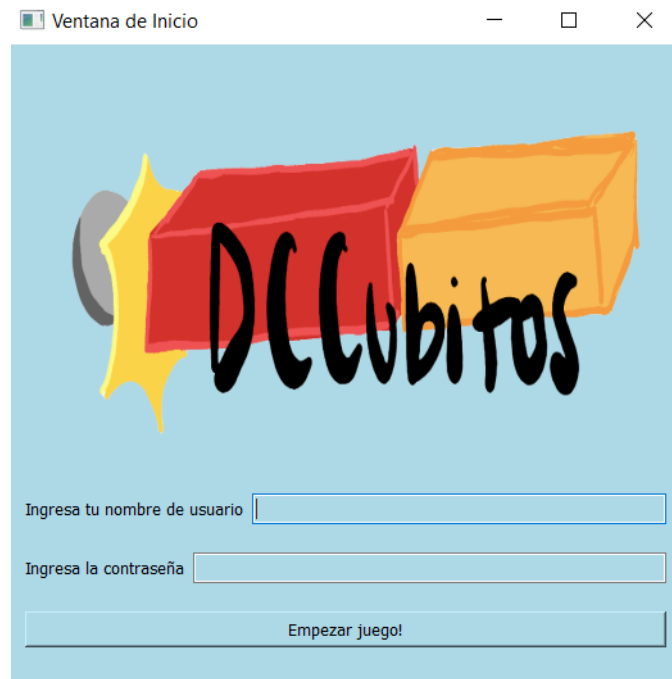 Ventana de Inicio
DCCubitos
Ingresa tu nombre de usuario
Ingresa la contraseña
Empezar juego!